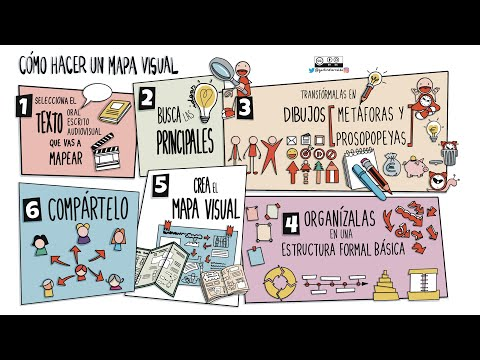 CÓMO HACER UN MAPA VISUAL
1
SELECCIONA EL
TEXTO
ORAL
ESCRITO
AUDIOVISUAL
QUE VAS A
MAPEAR
2
BUSCA LAS
PRINCIPALES
3
TRANSFÓRMALAS EN
DIBUJOS
METÁFORAS Y
PROSOPOPEYAS
4
ORGANÍZALAS
EN UNA
ESTRUCTURA FORMAL BÁSICA
5
CREA EL
MAPA VISUAL
6
COMPÁRTELO